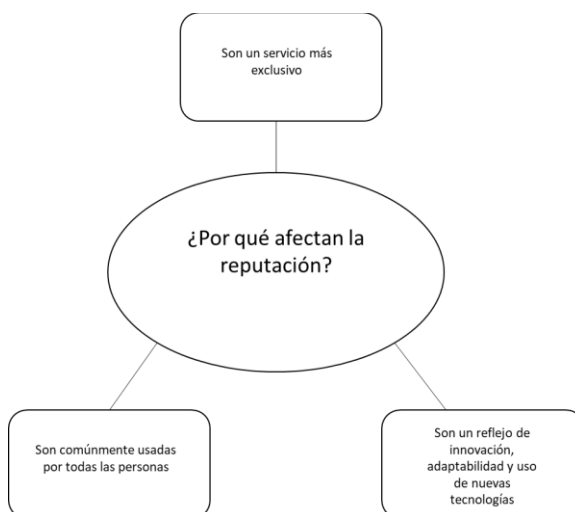 Son un servicio más
exclusivo
¿Por qué afectan la
reputación?
Son comúnmente usadas
por todas las personas
Son un reflejo de
innovación,
adaptabilidad y uso
de nuevas
tecnologías